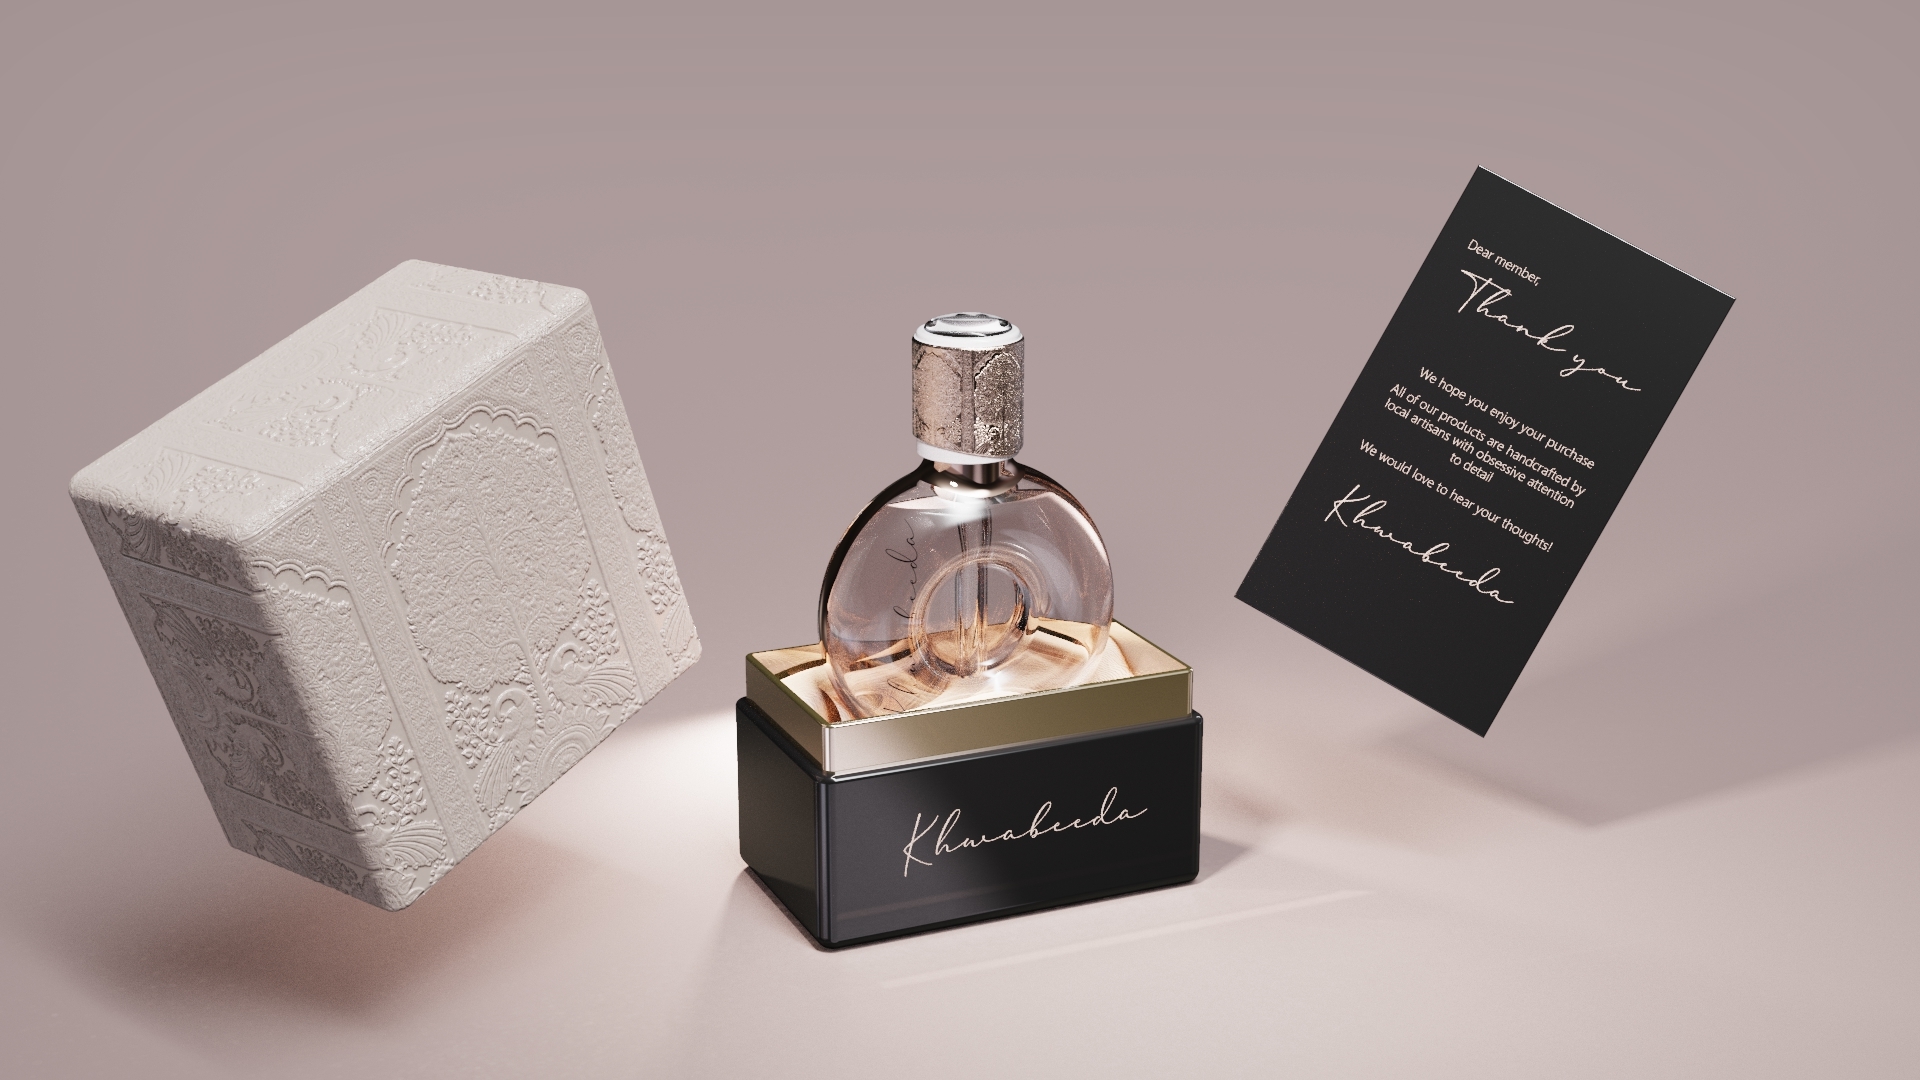 Khwabeeda
Khwabeeda
Dear member,
Thank you
We hope you enjoy your purchase
All of our products are handcrafted by
local artisans with obsessive attention
to detail
We would love to hear your thoughts!
Khwabeeda